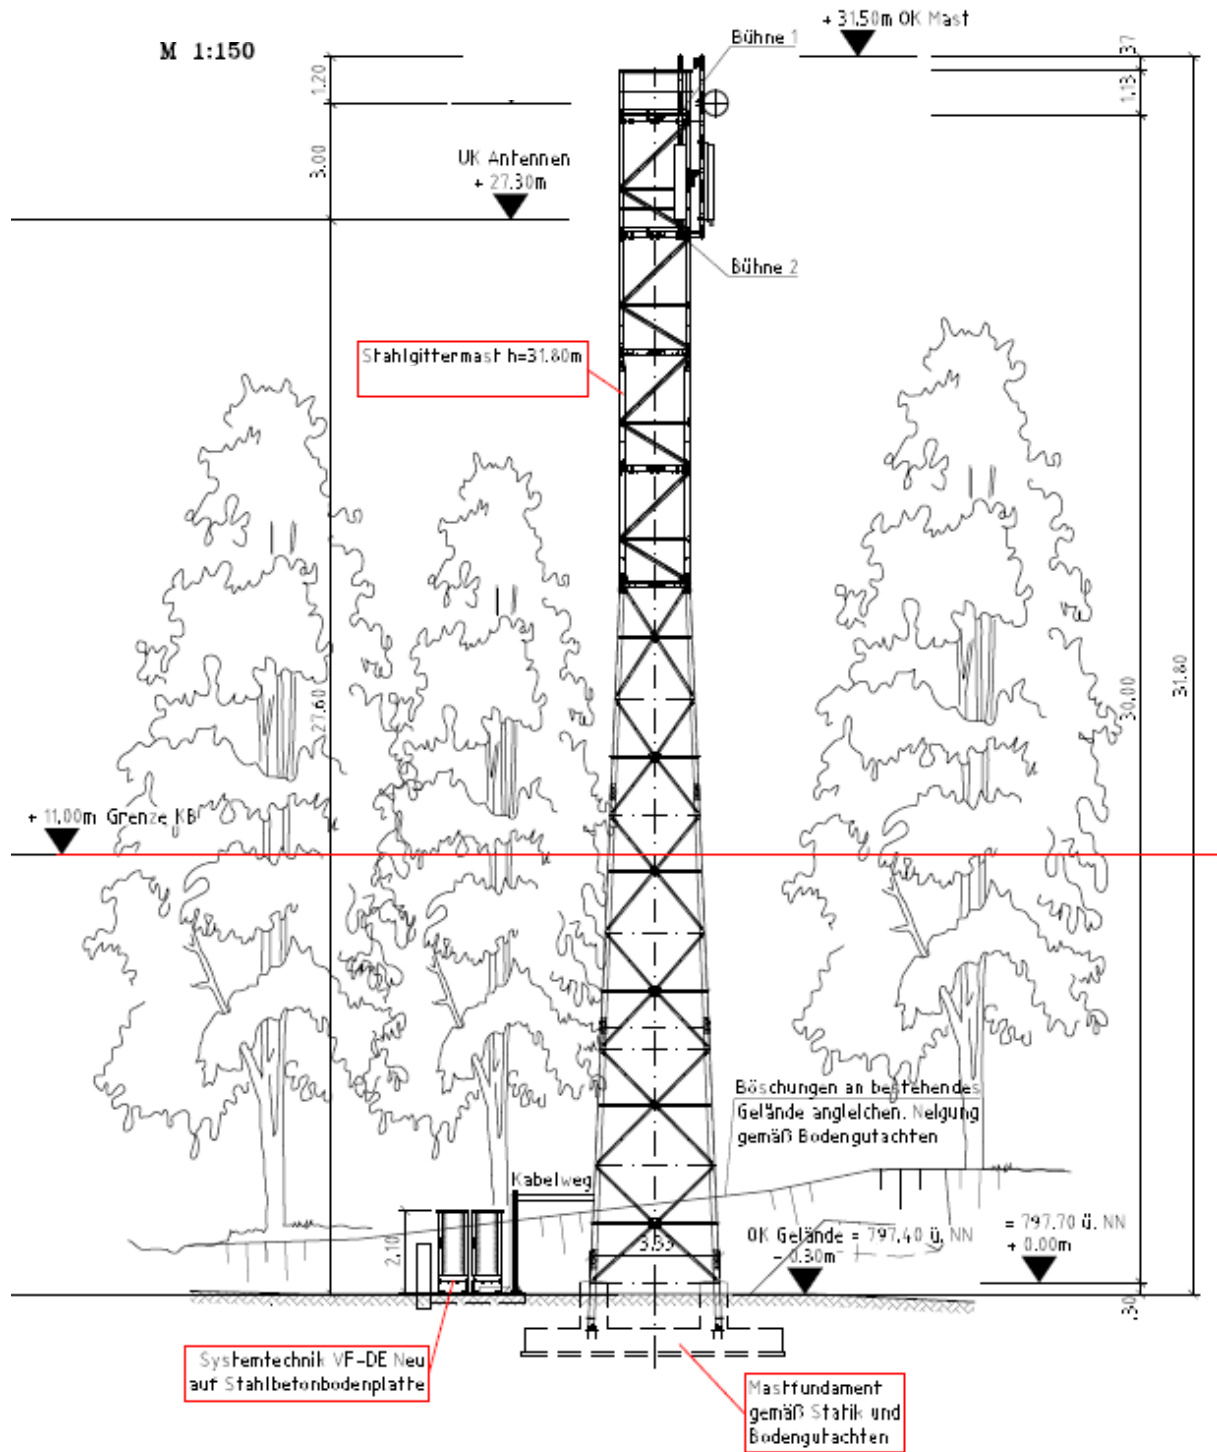 M 1:150
+ 31.50m OK Mast
Bühne 1
1.20
37
1.13
3.00
UK Antennen
+ 27.30m
Bühne 2
Stahlgittermast h=31.80m
27.60
30.00
31.80
+ 11.00m Grenze KB
Böschungen an bestehendes
Gelände angleichen. Neigung
gemäß Bodengutachten
Kabelweg
2.10
OK Gelände = 797.40 ü. NN
- 0.30m
= 797.70 ü. NN
+ 0.00m
.30
Systemtechnik VF-DE Neu
auf Stahlbetonbodenplatte
Mastfundament
gemäß Statik und
Bodengutachten